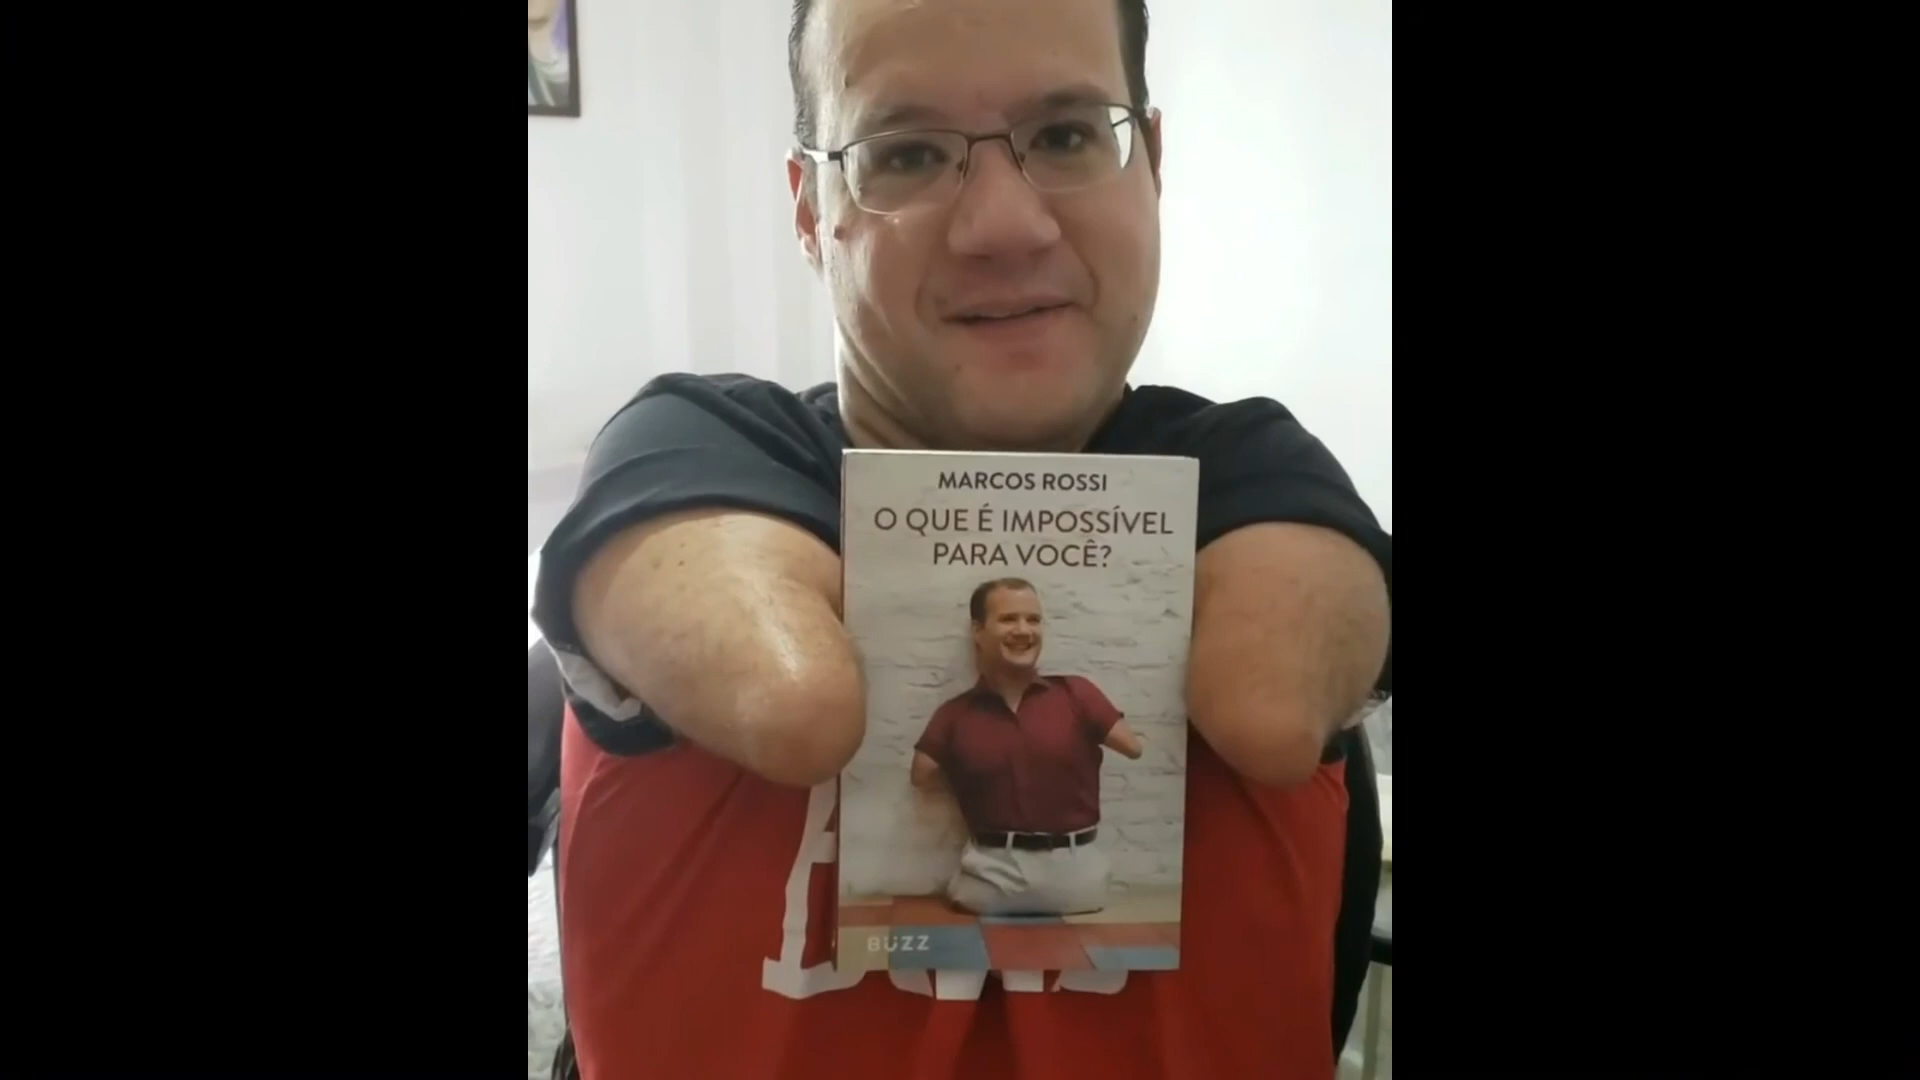 MARCOS ROSSI
O QUE É IMPOSSÍVEL
PARA VOCÊ?
BUZZ